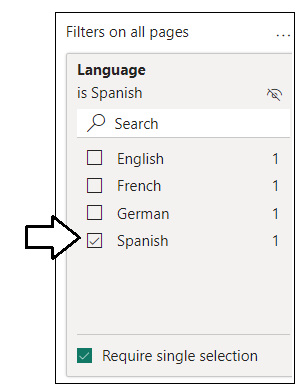 Filters on all pages ...
Language
is Spanish
Search
English 1
French 1
German 1
Spanish 1
Require single selection